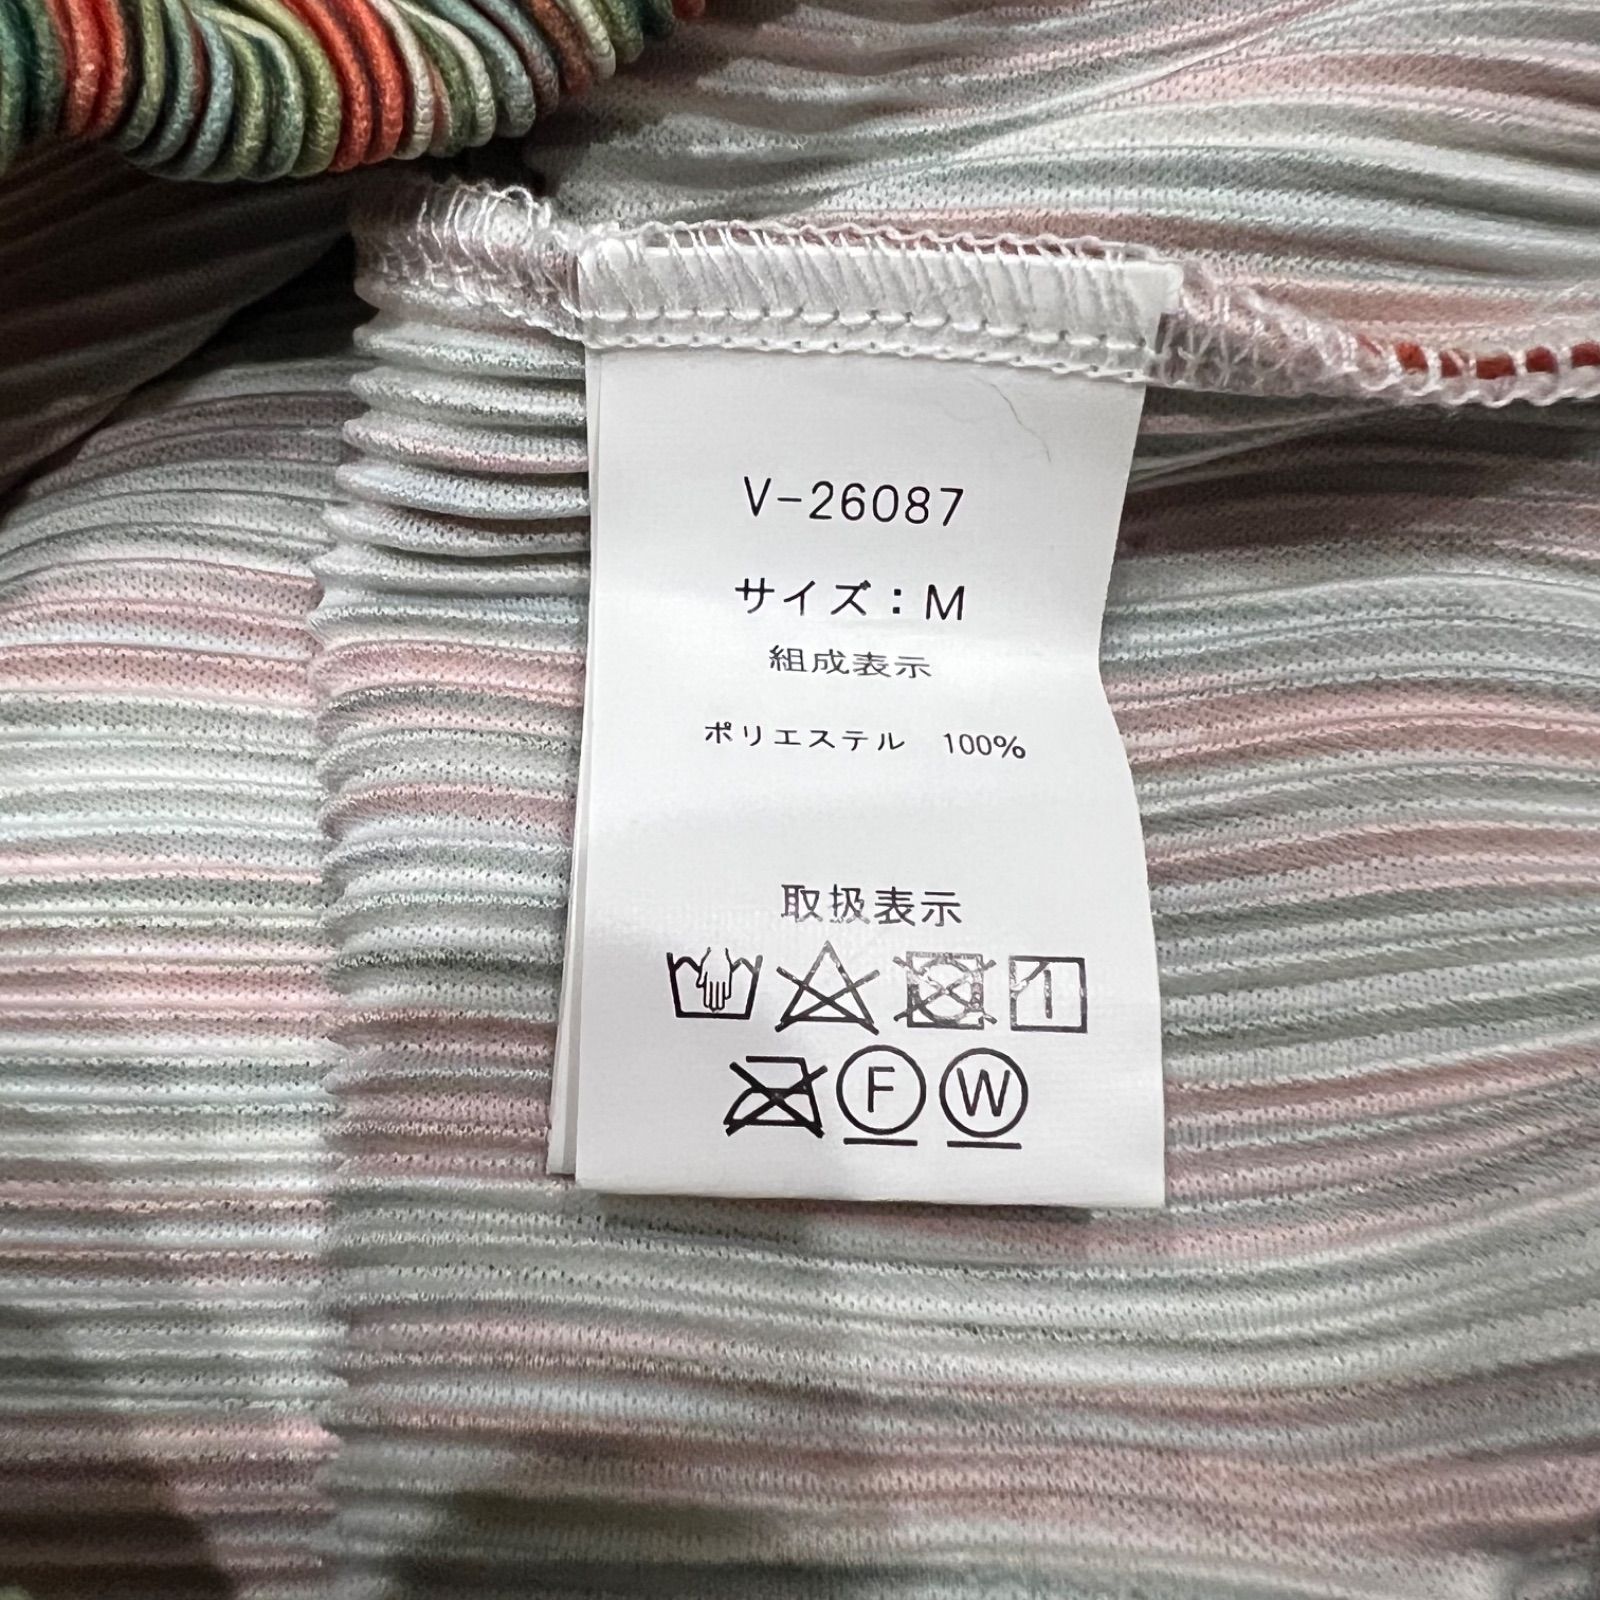 V-26087
サイズ：M
組成表示
ポリエステル　100%
取扱表示
F W